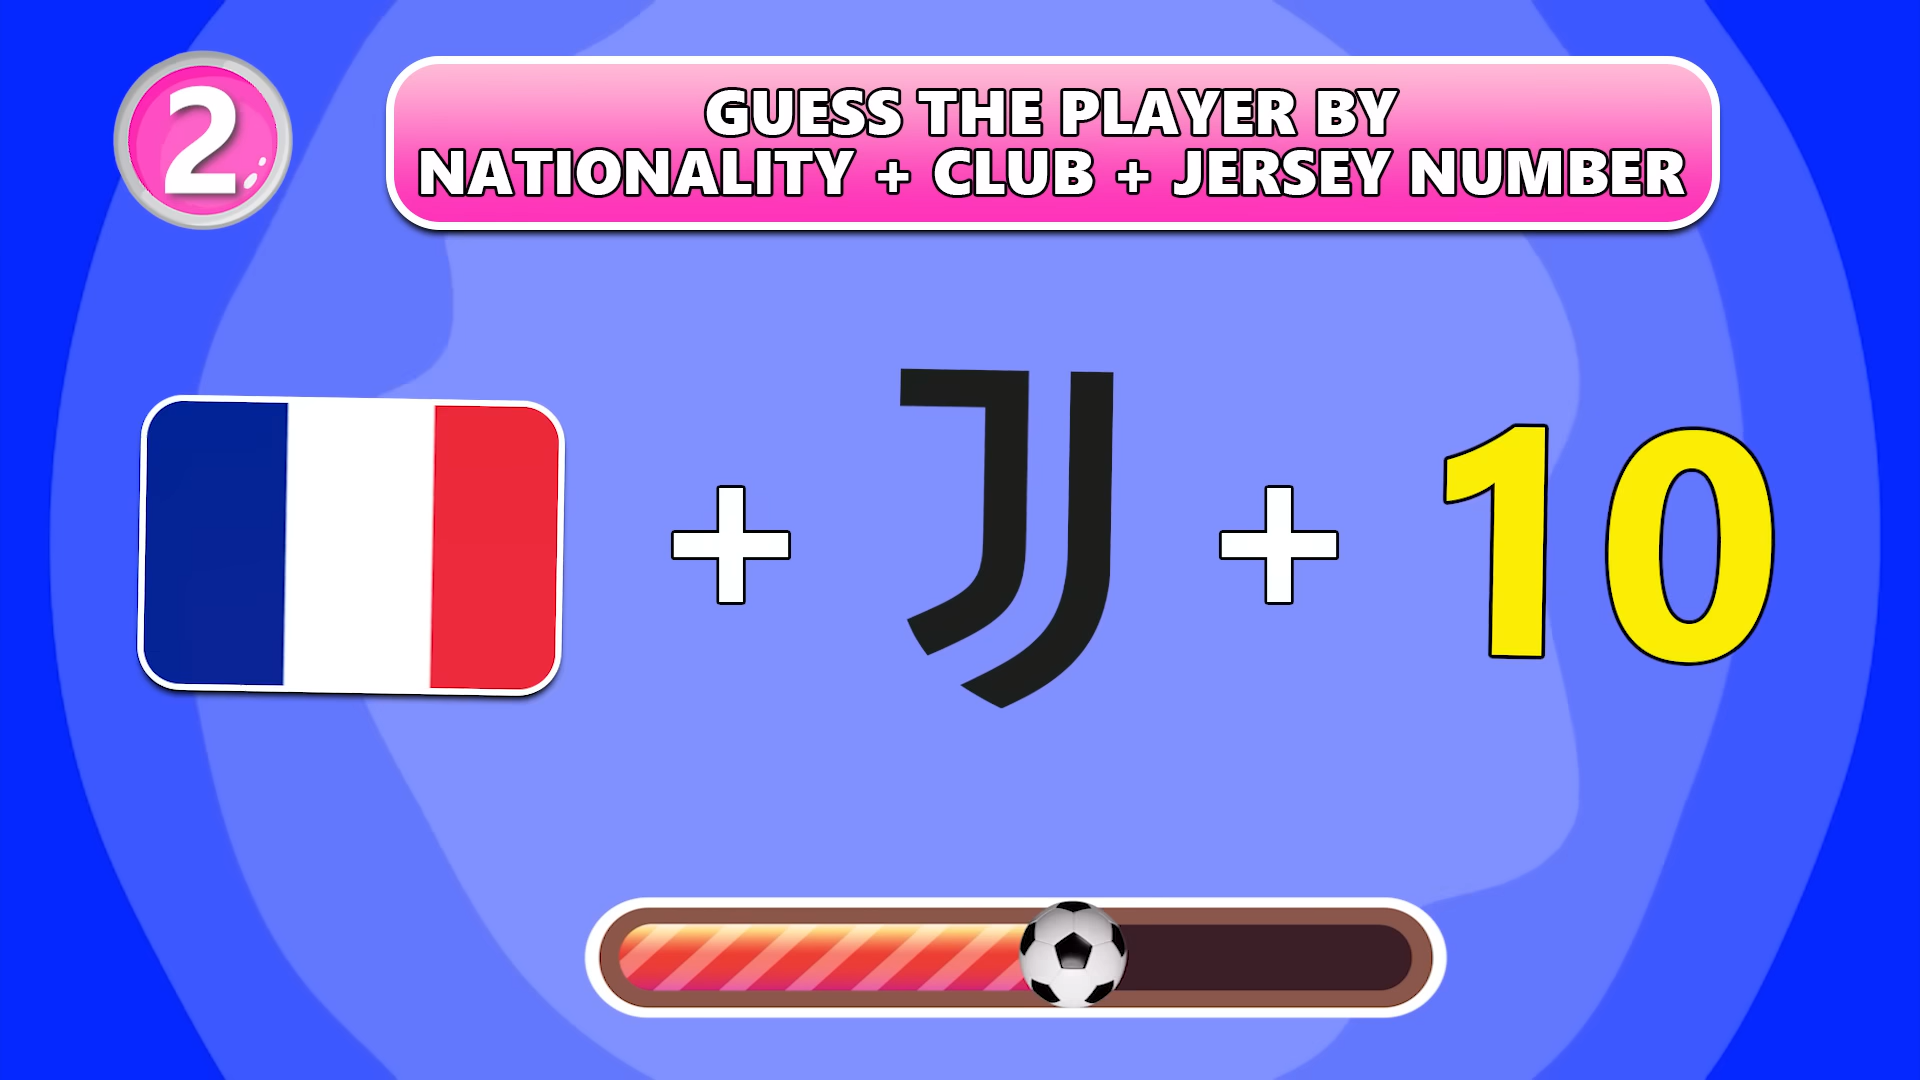 2
GUESS THE PLAYER BY
NATIONALITY + CLUB + JERSEY NUMBER
+ + 10